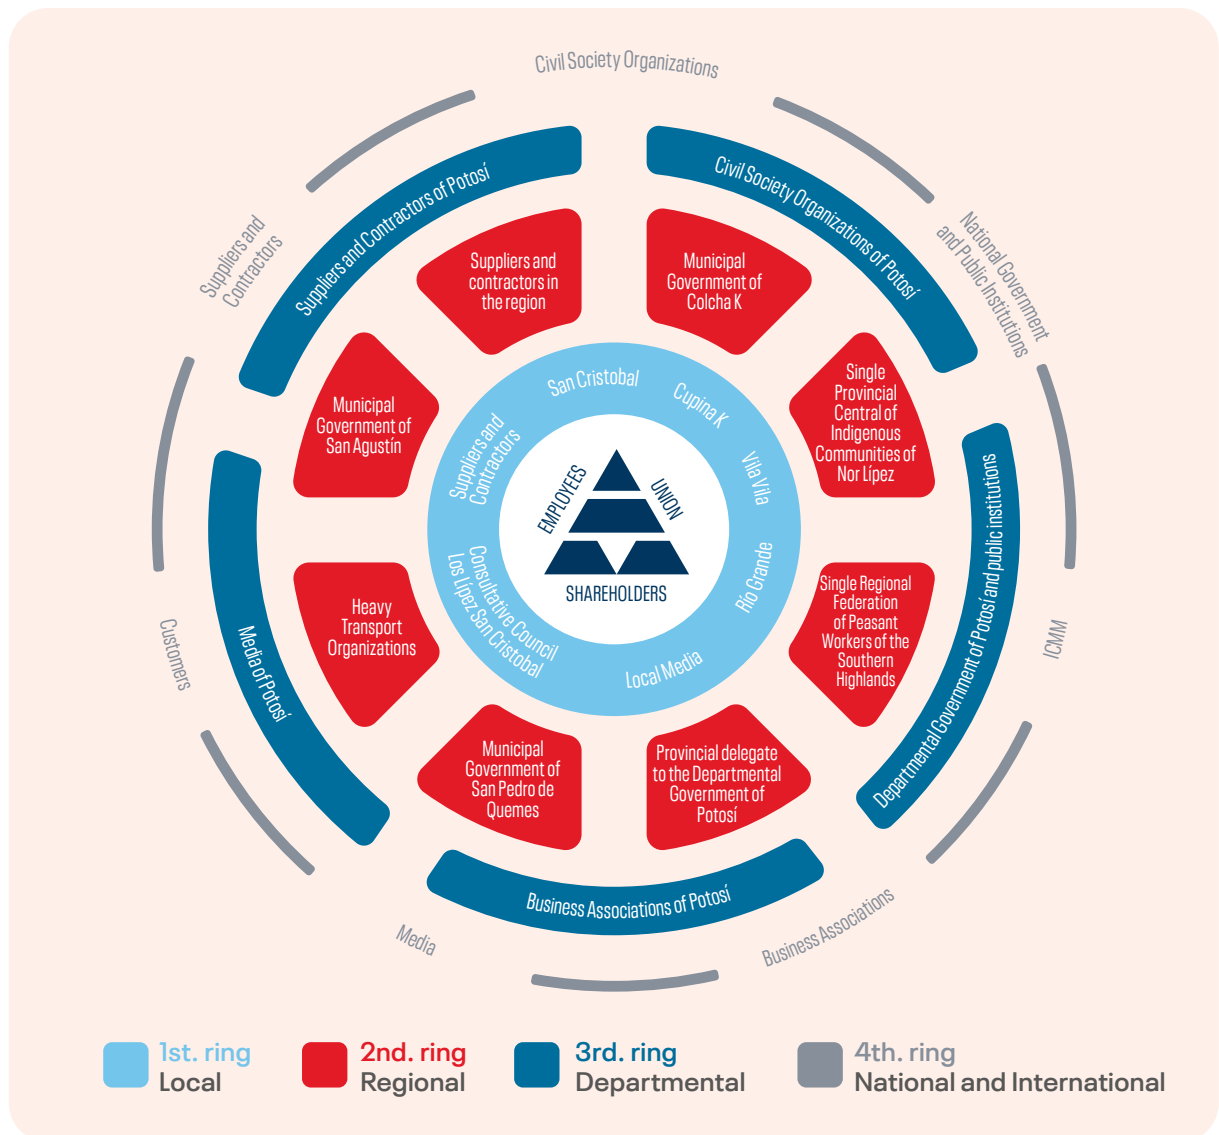 Civil Society Organizations
National Government
and Public Institutions
ICMM
Business Associations
Media
Customers
Suppliers and
Contractors
Suppliers and Contractors of Potosí
Civil Society Organizations of Potosí
Departmental Government of Potosí and public institutions
Business Associations of Potosí
Media of Potosí
Suppliers and
contractors in
the region
Municipal
Government of
Colcha K
Single
Provincial
Central of
Indigenous
Communities of
Nor Lípez
Single Regional
Federation
of Peasant
Workers of the
Southern
Highlands
Provincial delegate
to the Departmental
Government of
Potosí
Municipal
Government of
San Pedro de
Quemes
Heavy
Transport
Organizations
Municipal
Government of
San Agustín
San Cristobal
Cupina K
Vila Vila
Río Grande
Local Media
Consultative Council
Los Lípez San Cristobal
Suppliers and
Contractors
EMPLOYEES
UNION
SHAREHOLDERS
1st. ring
Local
2nd. ring
Regional
3rd. ring
Departmental
4th. ring
National and International